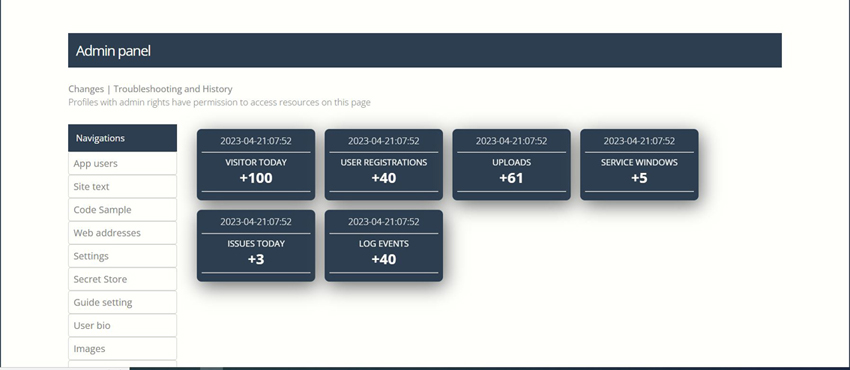 Admin panel
Changes | Troubleshooting and History
Profiles with admin rights have permission to access resources on this page
Navigations
App users
Site text
Code Sample
Web addresses
Settings
Secret Store
Guide setting
User bio
Images
2023-04-21:07:52
VISITOR TODAY
+100
2023-04-21:07:52
USER REGISTRATIONS
+40
2023-04-21:07:52
UPLOADS
+61
2023-04-21:07:52
SERVICE WINDOWS
+5
2023-04-21:07:52
ISSUES TODAY
+3
2023-04-21:07:52
LOG EVENTS
+40